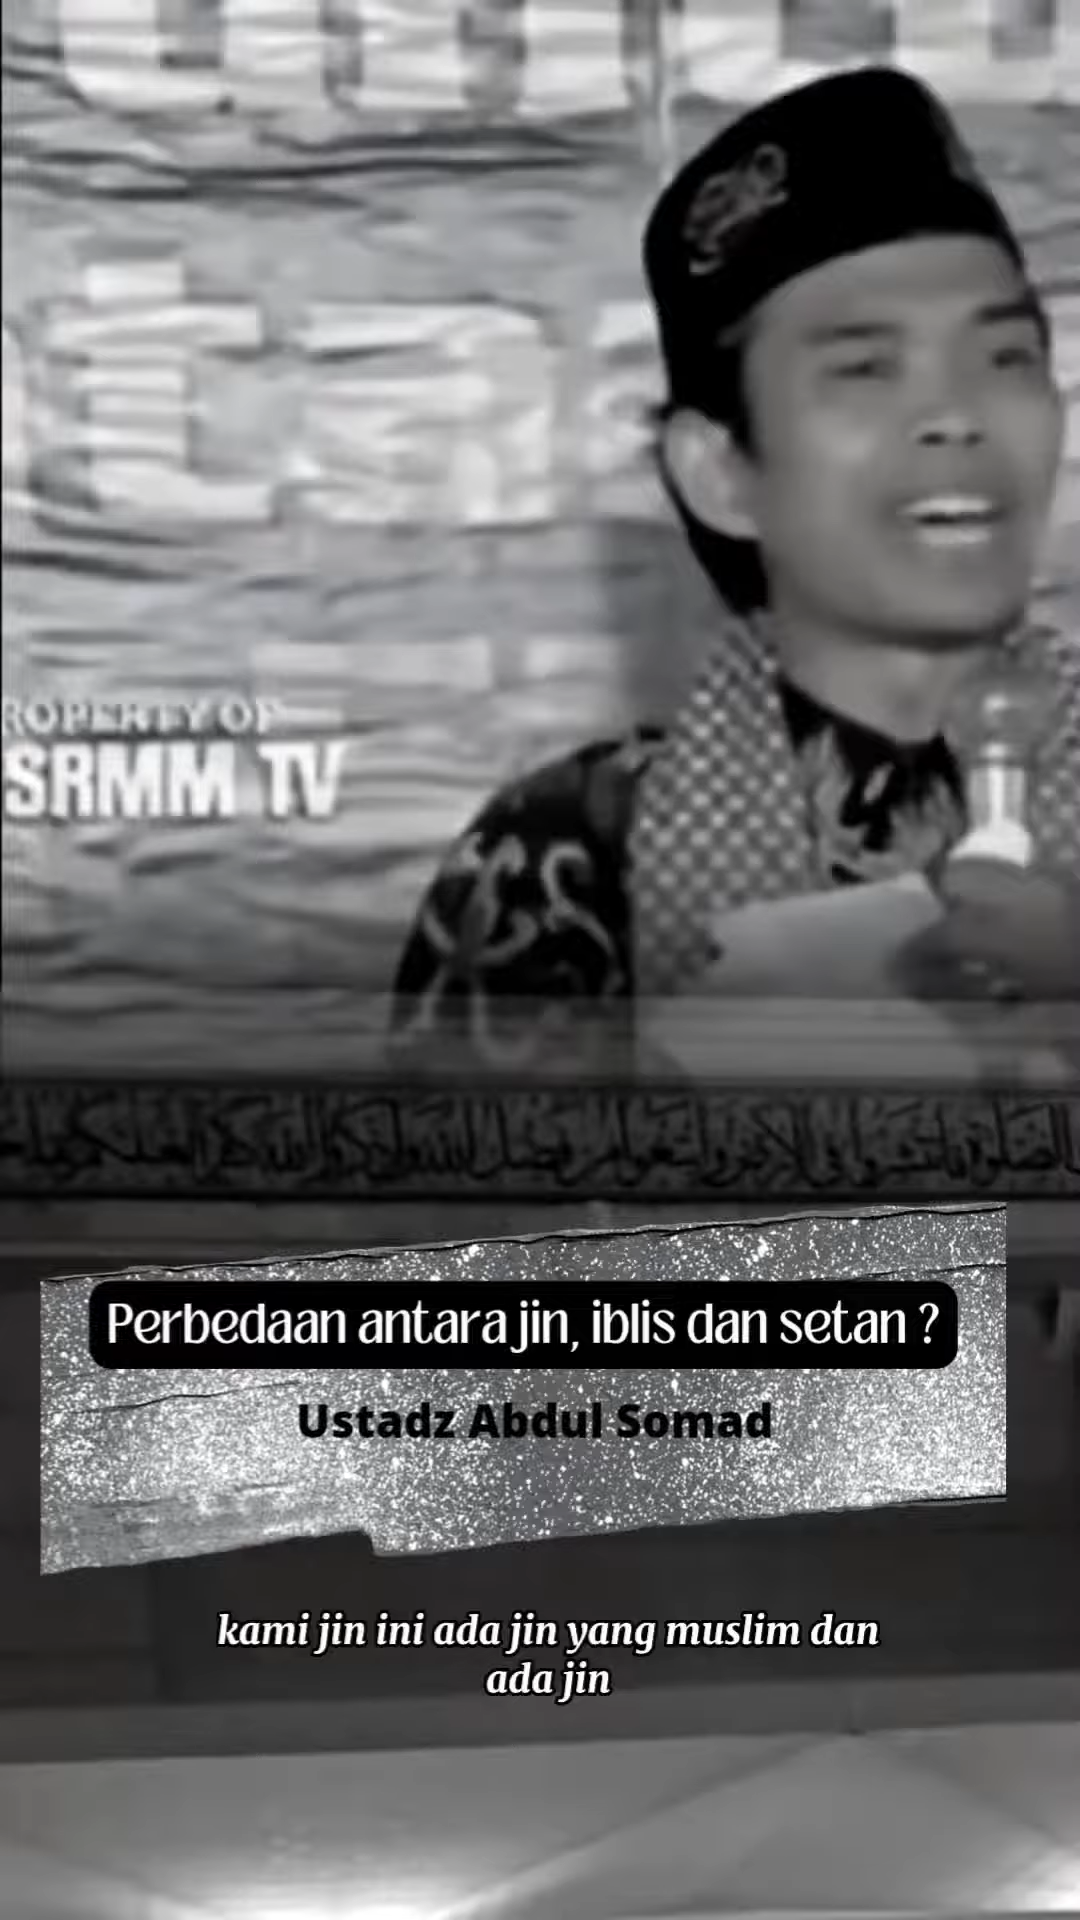 ROPERTY OF
SRMM TV
Perbedaan antara jin, iblis dan setan ?
Ustadz Abdul Somad
kami jin ini ada jin yang muslim dan
ada jin